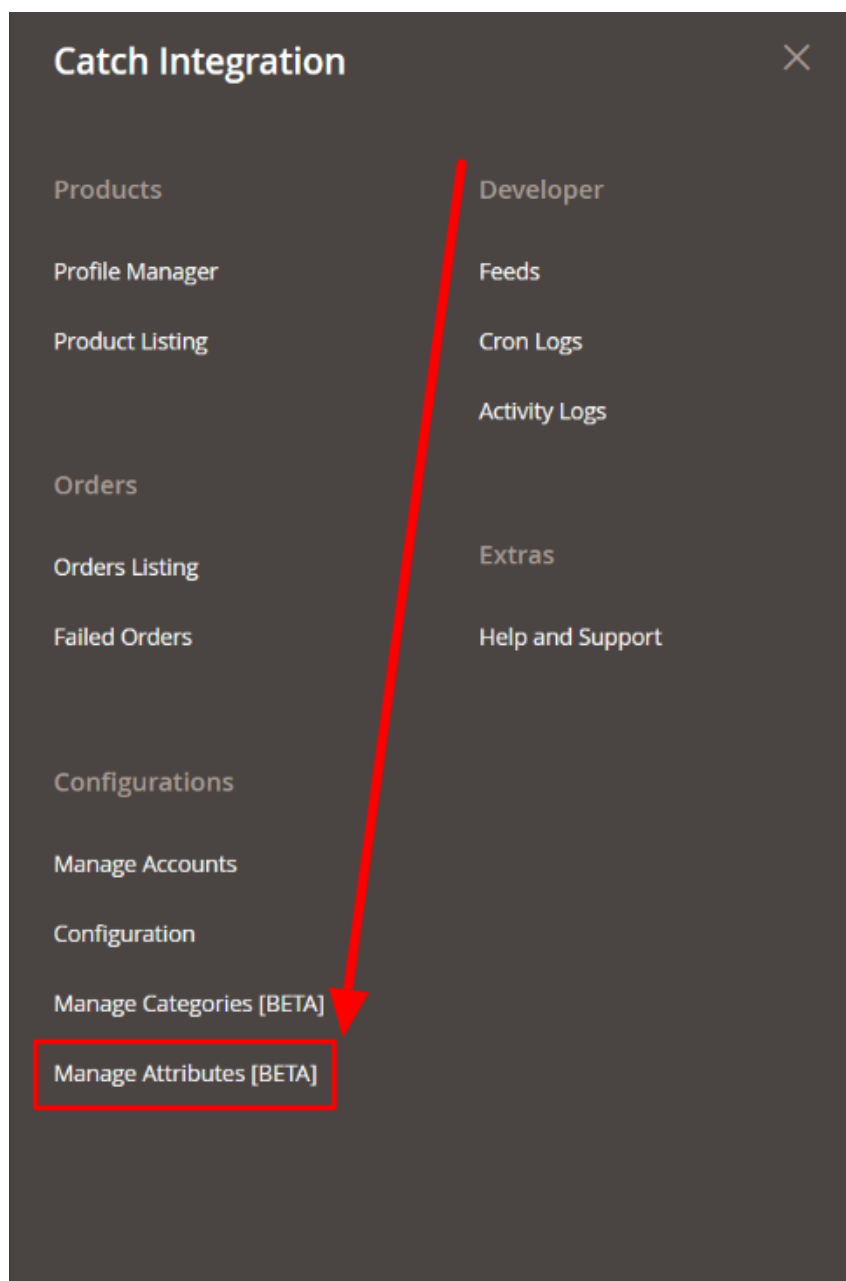 Catch Integration
Products
Profile Manager
Product Listing
Orders
Orders Listing
Failed Orders
Configurations
Manage Accounts
Configuration
Manage Categories [BETA]
Manage Attributes [BETA]
Developer
Feeds
Cron Logs
Activity Logs
Extras
Help and Support